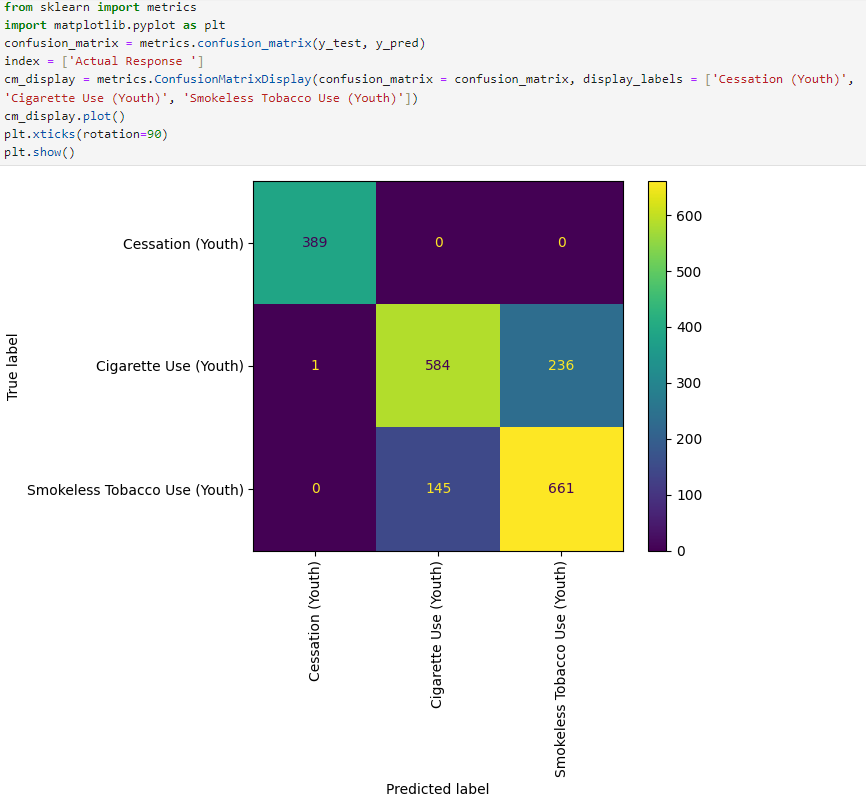 from sklearn import metrics
import matplotlib.pyplot as plt
confusion_matrix = metrics.confusion_matrix(y_test, y_pred)
index = ['Actual Response ']
cm_display = metrics.ConfusionMatrixDisplay(confusion_matrix = confusion_matrix, display_labels = ['Cessation (Youth)',
'Cigarette Use (Youth)', 'Smokeless Tobacco Use (Youth)'])
cm_display.plot()
plt.xticks(rotation=90)
plt.show()
True label
Cessation (Youth)
389
0
0
Cigarette Use (Youth)
1
584
236
Smokeless Tobacco Use (Youth)
0
145
661
600
500
400
300
200
100
0
Cessation (Youth)
Cigarette Use (Youth)
Smokeless Tobacco Use (Youth)
Predicted label